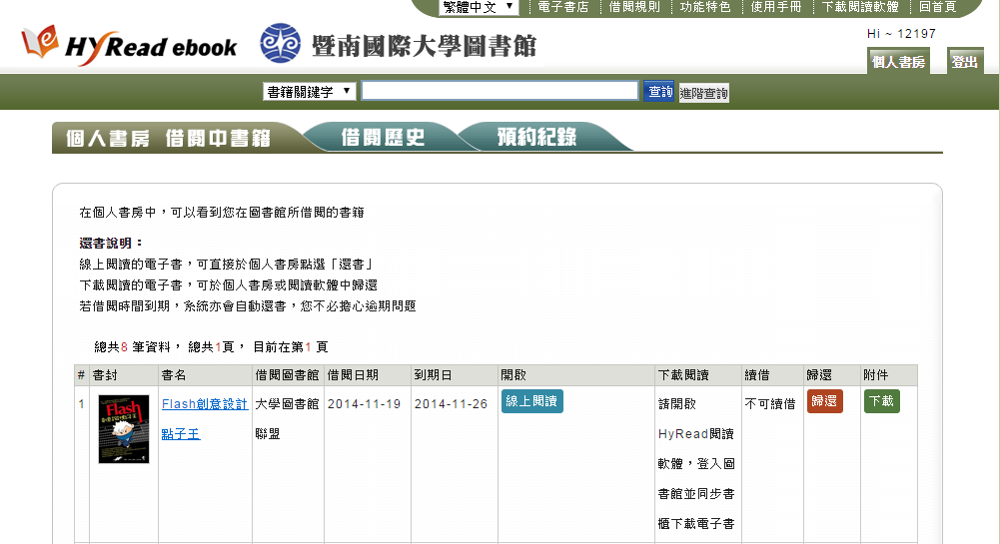 繁體中文 ▼ 電子書店 借閱規則 功能特色 使用手冊 下載閱讀軟體 回首頁
HyRead ebook 暨南國際大學圖書館
Hi ~ 12197
個人書房 登出
書籍關鍵字 ▼ 查詢 進階查詢
個人書房 借閱中書籍 借閱歷史 預約紀錄
在個人書房中，可以看到您在圖書館所借閱的書籍
還書說明：
線上閱讀的電子書，可直接於個人書房點選「還書」
下載閱讀的電子書，可於個人書房或閱讀軟體中歸還
若借閱時間到期，系統亦會自動還書，您不必擔心逾期問題
總共8 筆資料， 總共1頁， 目前在第1 頁
# 書封 書名 借閱圖書館 借閱日期 到期日 開啟 下載閱讀 續借 歸還 附件
1 Flash Flash創意設計 大學圖書館 2014-11-19 2014-11-26 線上閱讀 請開啟 不可續借 歸還 下載
點子王 聯盟 HyRead閱讀
軟體，登入圖
書館並同步書
櫃下載電子書